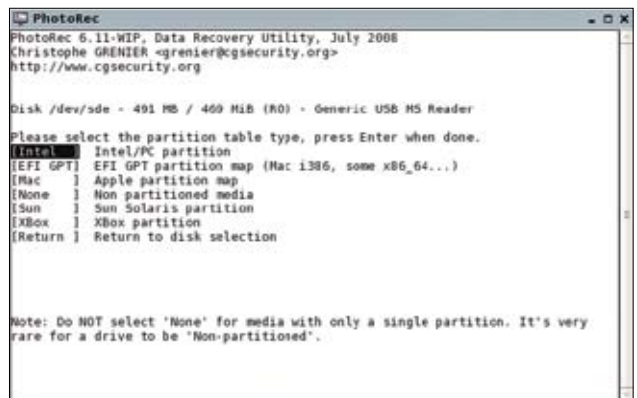 PhotoRec
PhotoRec 6.11-WIP, Data Recovery Utility, July 2008
Christophe GRENIER <grenier@cgsecurity.org>
http://www.cgsecurity.org
Disk /dev/sde - 491 MB / 469 MiB (RO) - Generic USB MS Reader
Please select the partition table type, press Enter when done.
[Intel  ] Intel/PC partition
[EFI GPT] EFI GPT partition map (Mac i386, some x86_64...)
[Mac    ] Apple partition map
[None   ] Non partitioned media
[Sun    ] Sun Solaris partition
[XBox   ] XBox partition
[Return ] Return to disk selection
Note: Do NOT select 'None' for media with only a single partition. It's very
rare for a drive to be 'Non-partitioned'.